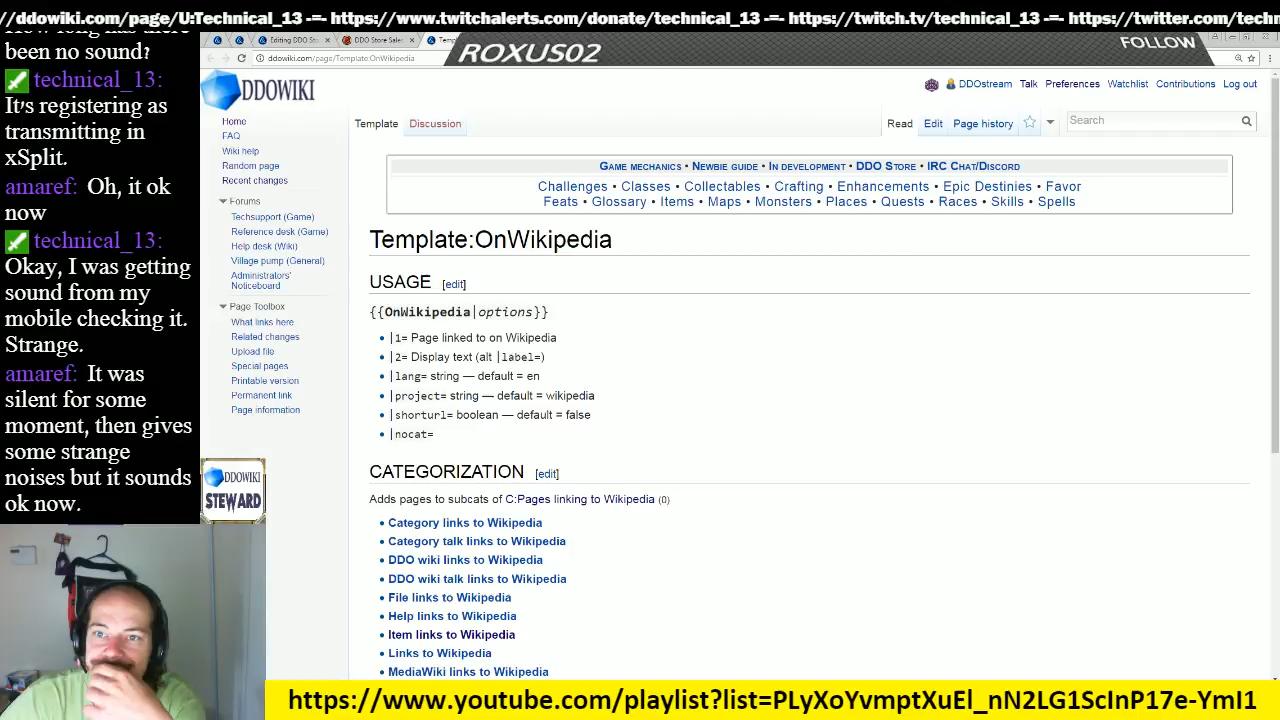 //ddowiki.com/page/U:Technical_13 -=- https://www.twitchalerts.com/donate/technical_13 -=- https://twitch.tv/technical_13 -=- https://twitter.com/techn
How long has there
been no sound?
technical_13:
It's registering as
transmitting in
xSplit.
amaref: Oh, it ok
now
technical_13:
Okay, I was getting
sound from my
mobile checking it.
Strange.
amaref: It was
silent for some
moment, then gives
some strange
noises but it sounds
ok now.
Editing DDO Sto
DDO Store Sales
Tem
ROXUS02
FOLLOW
ddowiki.com/page/Template:OnWikipedia
DDOWIKI
DDOstream Talk Preferences Watchlist Contributions Log out
Home
FAQ
Wiki help
Random page
Recent changes
Forums
Techsupport (Game)
Reference desk (Game)
Help desk (Wiki)
Village pump (General)
Administrators'
Noticeboard
Page Toolbox
What links here
Related changes
Upload file
Special pages
Printable version
Permanent link
Page information
DDOWIKI
STEWARD
Template Discussion
Read Edit Page history
Search
Game mechanics • Newbie guide • In development • DDO Store • IRC Chat/Discord
Challenges • Classes • Collectables • Crafting • Enhancements • Epic Destinies • Favor
Feats • Glossary • Items • Maps • Monsters • Places • Quests • Races • Skills • Spells
Template:OnWikipedia
USAGE [edit]
{{OnWikipedia|options}}
• |1= Page linked to on Wikipedia
• |2= Display text (alt |label=)
• |lang= string — default = en
• |project= string — default = wikipedia
• |shorturl= boolean — default = false
• |nocat=
CATEGORIZATION [edit]
Adds pages to subcats of C:Pages linking to Wikipedia (0)
• Category links to Wikipedia
• Category talk links to Wikipedia
• DDO wiki links to Wikipedia
• DDO wiki talk links to Wikipedia
• File links to Wikipedia
• Help links to Wikipedia
• Item links to Wikipedia
• Links to Wikipedia
• MediaWiki links to Wikipedia
https://www.youtube.com/playlist?list=PLyXoYvmptXuEl_nN2LG1ScInP17e-YmI1